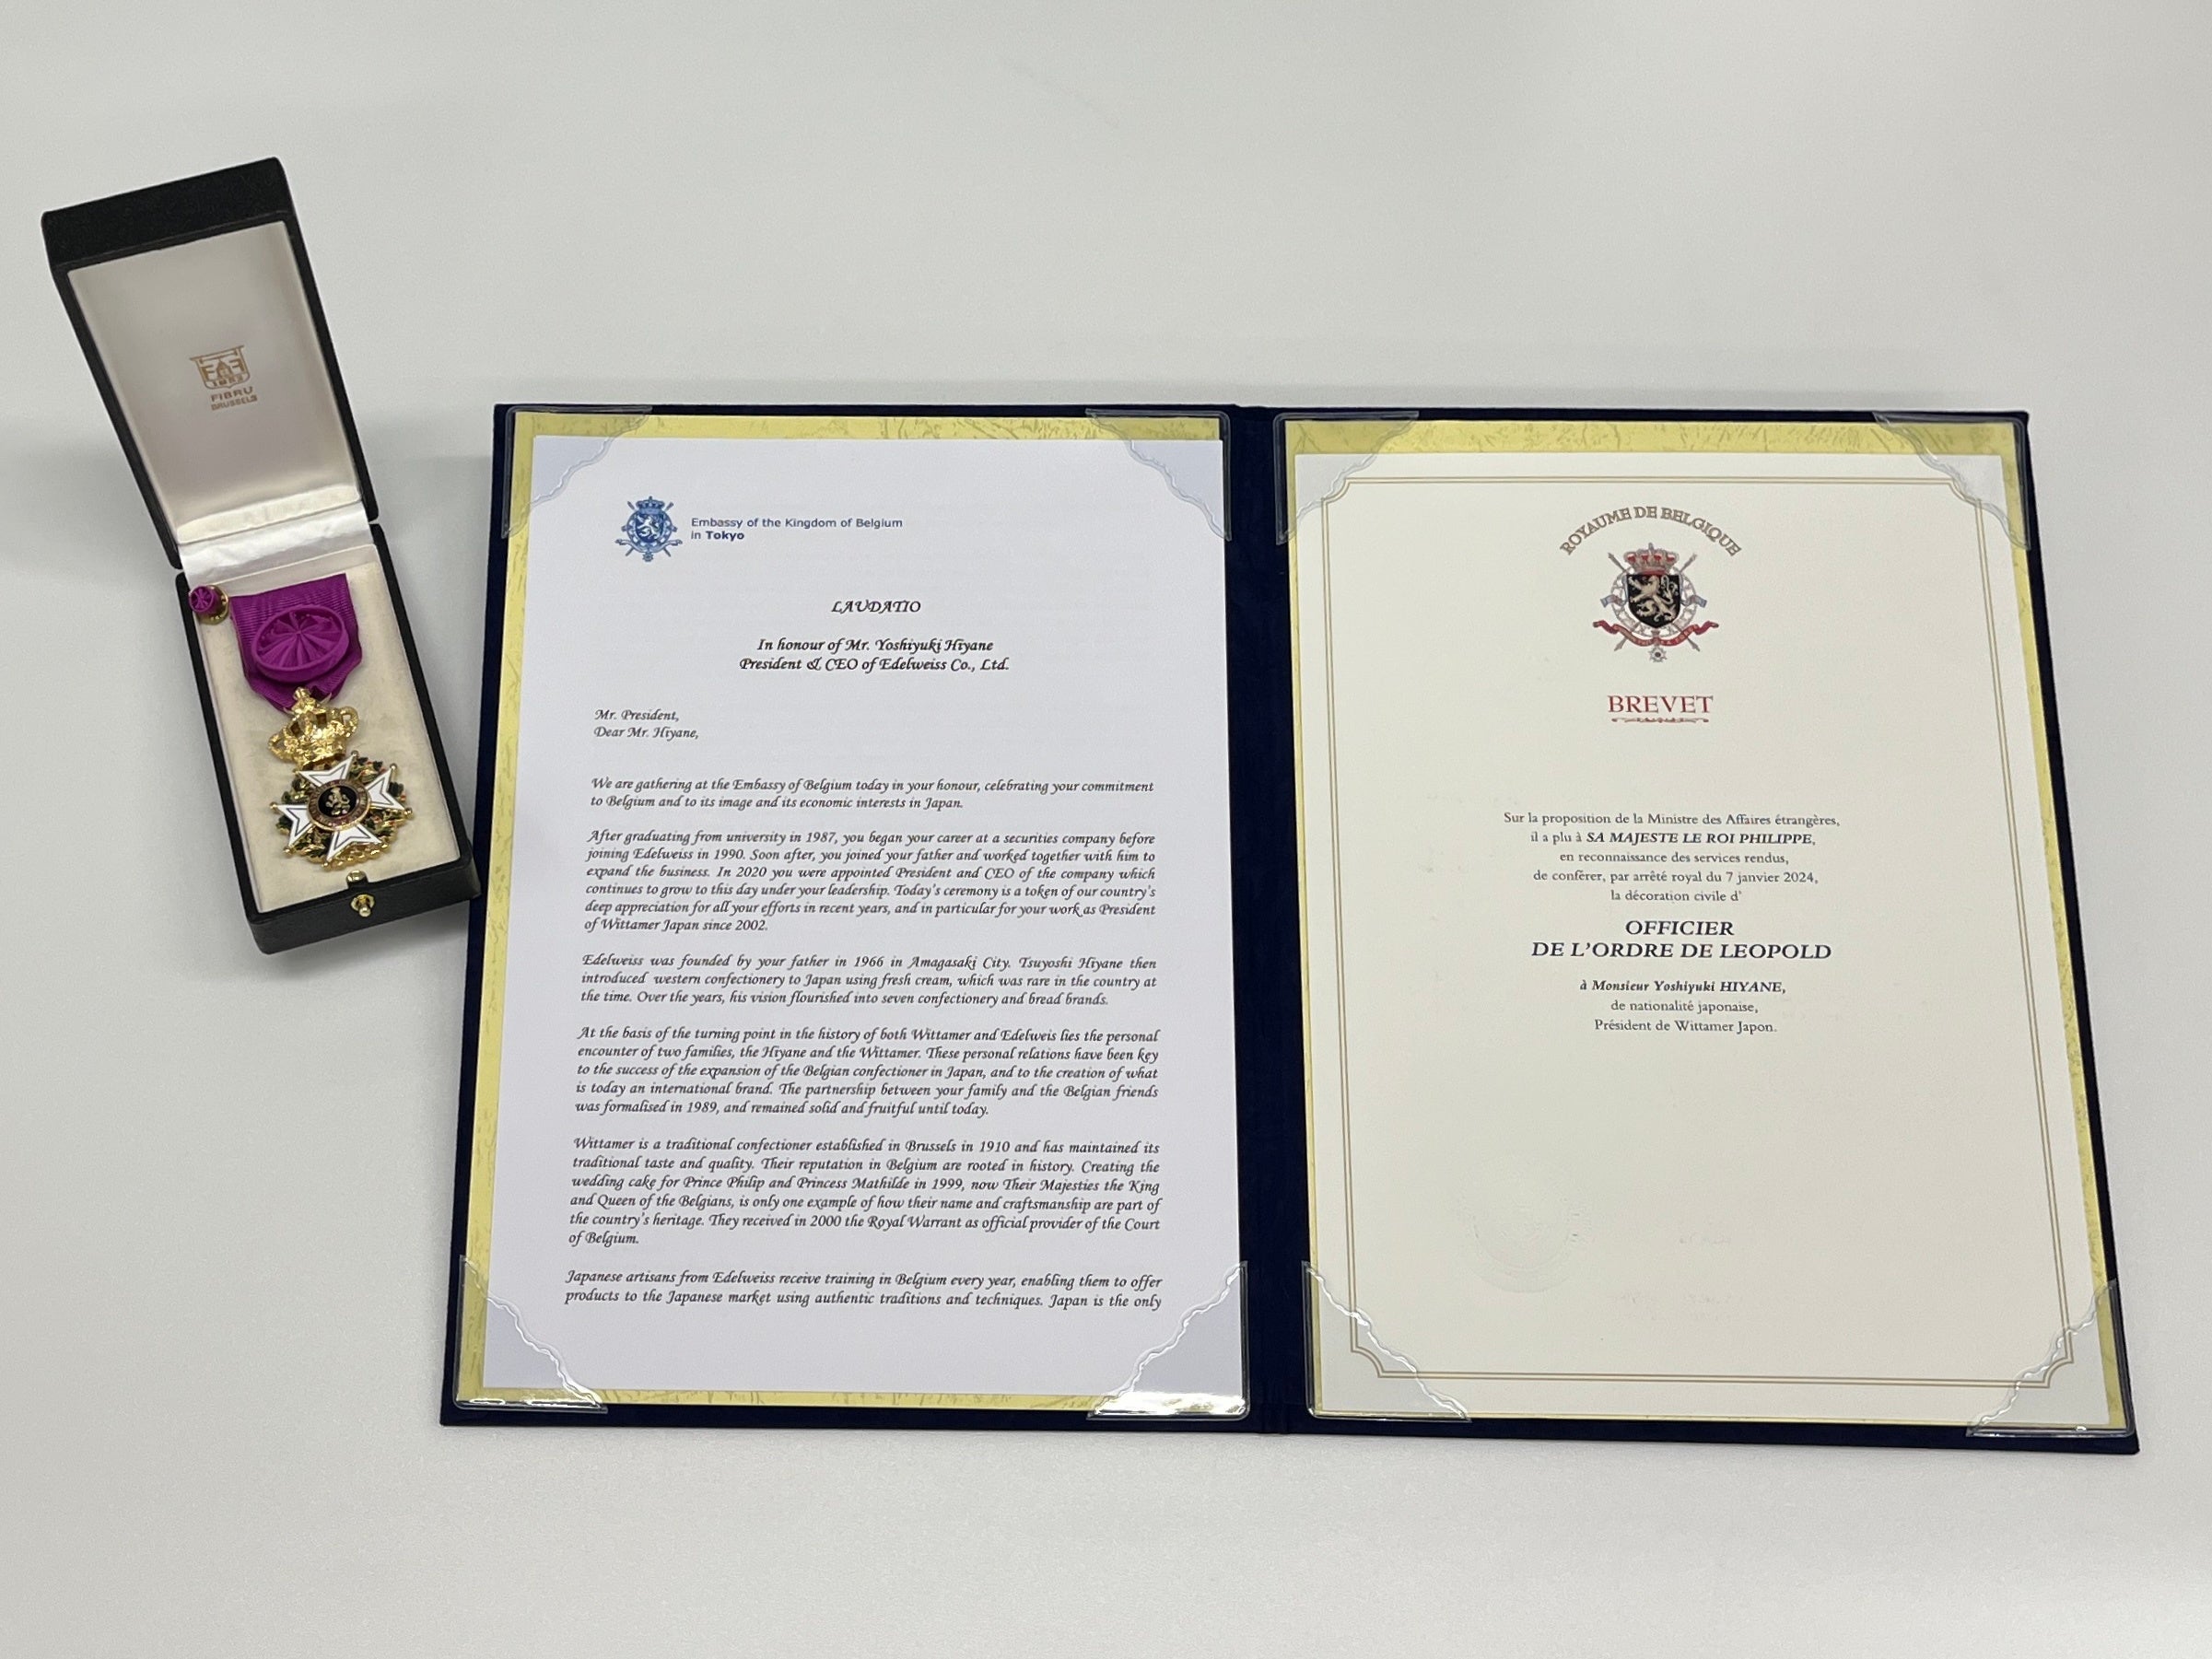 FIBRU
BRUSSELS
Embassy of the Kingdom of Belgium
in Tokyo
LAUDATIO
In honour of Mr. Yoshiyuki Hiyane
President & CEO of Edelweiss Co., Ltd.
Mr. President,
Dear Mr. Hiyane,
We are gathering at the Embassy of Belgium today in your honour, celebrating your commitment
to Belgium and to its image and its economic interests in Japan.
After graduating from university in 1987, you began your career at a securities company before
joining Edelweiss in 1990. Soon after, you joined your father and worked together with him to
expand the business. In 2020 you were appointed President and CEO of the company which
continues to grow to this day under your leadership. Today's ceremony is a token of our country's
deep appreciation for all your efforts in recent years, and in particular for your work as President
of Wittamer Japan since 2002.
Edelweiss was founded by your father in 1966 in Amagasaki City. Tsuyoshi Hiyane then
introduced western confectionery to Japan using fresh cream, which was rare in the country at
the time. Over the years, his vision flourished into seven confectionery and bread brands.
At the basis of the turning point in the history of both Wittamer and Edelweis lies the personal
encounter of two families, the Hiyane and the Wittamer. These personal relations have been key
to the success of the expansion of the Belgian confectioner in Japan, and to the creation of what
is today an international brand. The partnership between your family and the Belgian friends
was formalised in 1989, and remained solid and fruitful until today.
Wittamer is a traditional confectioner established in Brussels in 1910 and has maintained its
traditional taste and quality. Their reputation in Belgium are rooted in history. Creating the
wedding cake for Prince Philip and Princess Mathilde in 1999, now Their Majesties the King
and Queen of the Belgians, is only one example of how their name and craftsmanship are part of
the country's heritage. They received in 2000 the Royal Warrant as official provider of the Court
of Belgium.
Japanese artisans from Edelweiss receive training in Belgium every year, enabling them to offer
products to the Japanese market using authentic traditions and techniques. Japan is the only
ROYAUME DE BELGIQUE
BREVET
Sur la proposition de la Ministre des Affaires étrangères,
il a plu à SA MAJESTE LE ROI PHILIPPE,
en reconnaissance des services rendus,
de conférer, par arrêté royal du 7 janvier 2024,
la décoration civile d'
OFFICIER
DE L'ORDRE DE LEOPOLD
à Monsieur Yoshiyuki HIYANE,
de nationalité japonaise,
Président de Wittamer Japon.